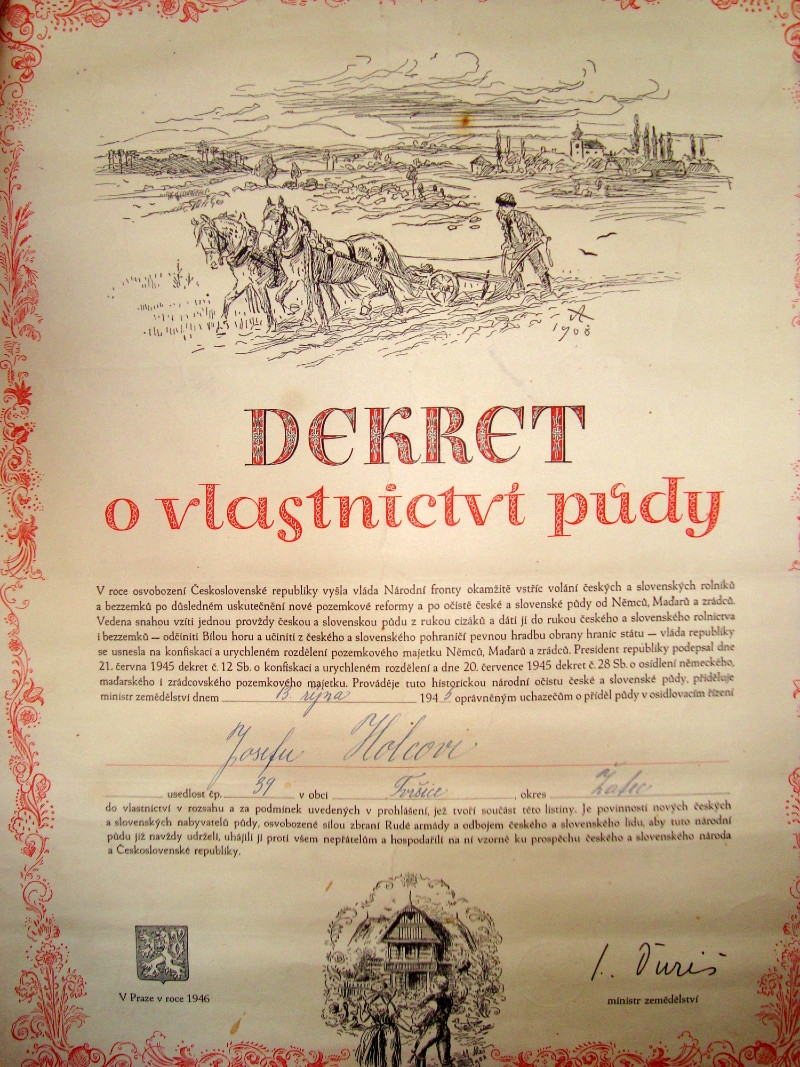 1908
DEKRET
o vlastnictví půdy
V roce osvobození Československé republiky vyšla vláda Národní fronty okamžitě vstříc volání českých a slovenských rolníků
a bezzemků po důsledném uskutečnění nové pozemkové reformy a po očistě české a slovenské půdy od Němců, Maďarů a zrádců.
Vedena snahou vzíti jednou provždy českou a slovenskou půdu z rukou cizáků a dáti ji do rukou českého a slovenského rolnictva
i bezzemků — odčiniti Bílou horu a učiniti z českého a slovenského pohraničí pevnou hradbu obrany hranic státu — vláda republiky
se usnesla na konfiskaci a urychleném rozdělení pozemkového majetku Němců, Maďarů a zrádců. President republiky podepsal dne
21. června 1945 dekret č. 12 Sb. o konfiskaci a urychleném rozdělení a dne 20. července 1945 dekret č. 28 Sb. o osídlení německého,
maďarského i zrádcovského pozemkového majetku. Prováděje tuto historickou národní očistu české a slovenské půdy, přiděluje
ministr zemědělství dnem 13. října 1945 oprávněným uchazečům o příděl půdy v osidlovacím řízení
Josefu Holcovi
usedlost čp. 39 v obci Tvršice, okres Žatec
do vlastnictví v rozsahu a za podmínek uvedených v prohlášení, jež tvoří součást této listiny. Je povinností nových českých
a slovenských nabyvatelů půdy, osvobozené silou zbraní Rudé armády a odbojem českého a slovenského lidu, aby tuto národní
půdu již navždy udrželi, uhájili ji proti všem nepřátelům a hospodařili na ní vzorně ku prospěchu českého a slovenského národa
a Československé republiky.
V Praze v roce 1946
J. Ďuriš
ministr zemědělství